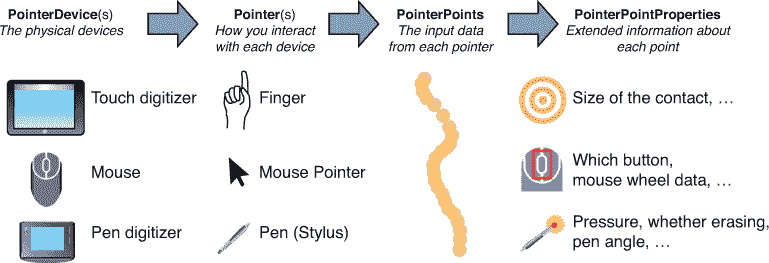 PointerDevice(s)
The physical devices
Pointer(s)
How you interact
with each device
PointerPoints
The input data
from each pointer
PointerPointProperties
Extended information about
each point
Touch digitizer
Finger
Size of the contact, …
Mouse
Mouse Pointer
Which button,
mouse wheel data, …
Pen digitizer
Pen (Stylus)
Pressure, whether erasing,
pen angle, …